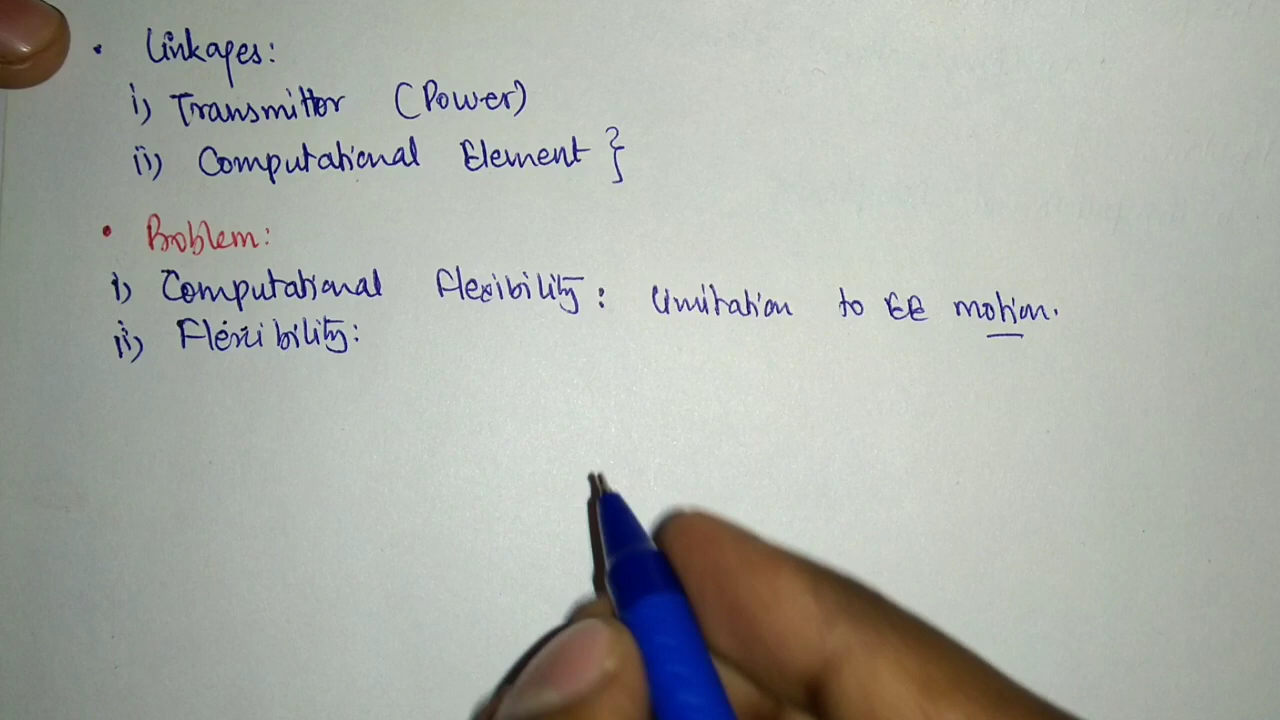 • Linkages:
i) Transmitter (Power)
ii) Computational Element }
• Problem:
i) Computational Flexibility: Limitation to EE motion.
ii) Flexibility: